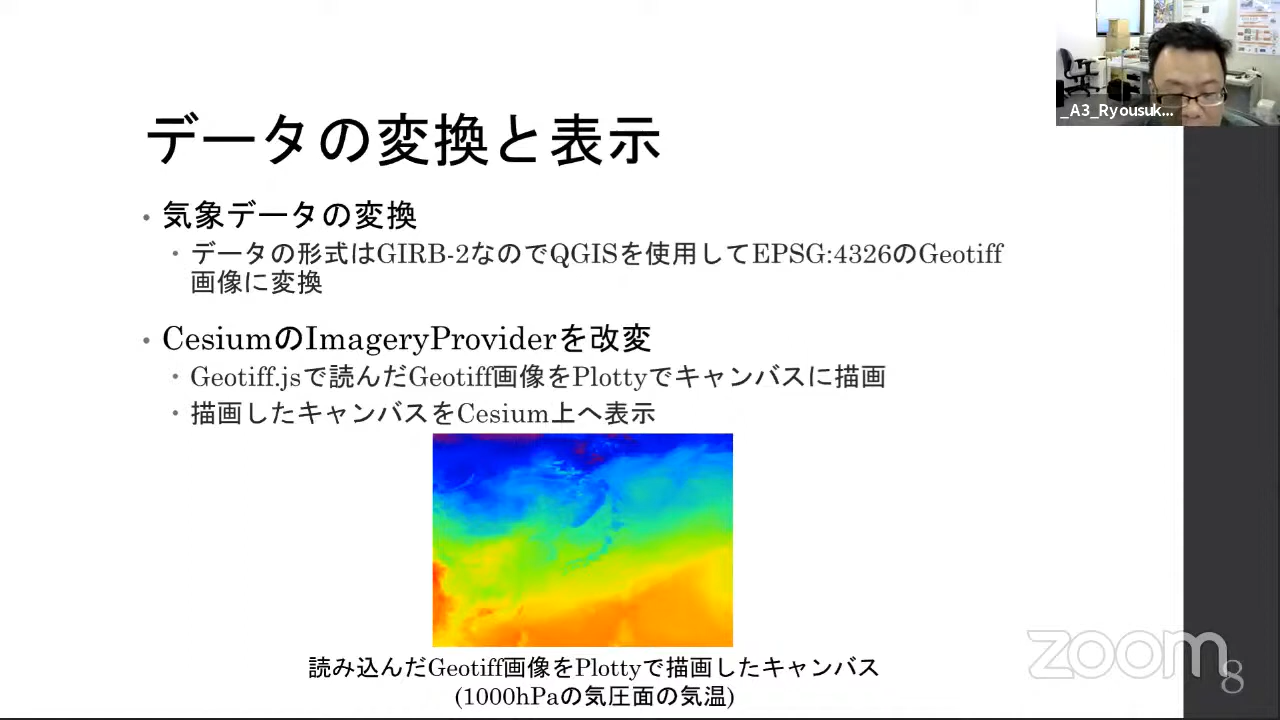 _A3_Ryousuk...
データの変換と表示
• 気象データの変換
• データの形式はGIRB-2なのでQGISを使用してEPSG:4326のGeotiff
画像に変換
• CesiumのImageryProviderを改変
• Geotiff.jsで読んだGeotiff画像をPlottyでキャンバスに描画
• 描画したキャンバスをCesium上へ表示
読み込んだGeotiff画像をPlottyで描画したキャンバス
(1000hPaの気圧面の気温)
zoom
8